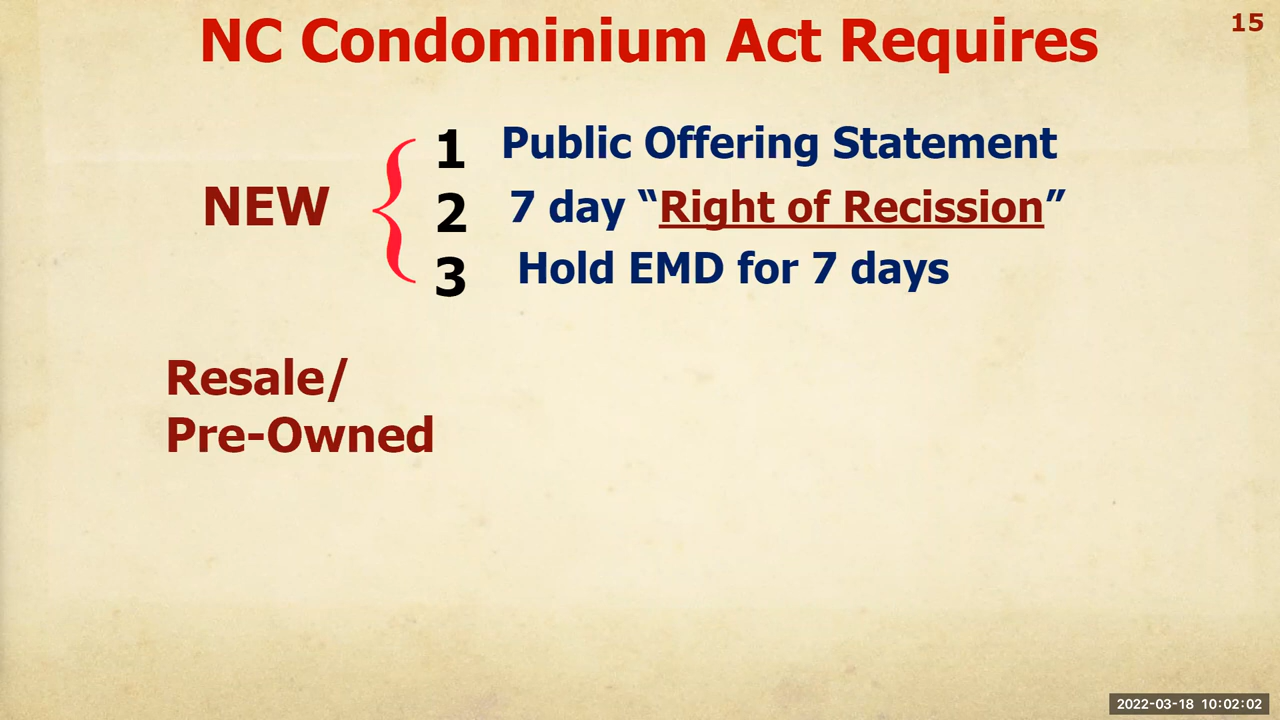 NC Condominium Act Requires
15
NEW
1 Public Offering Statement
2 7 day “Right of Recission”
3 Hold EMD for 7 days
Resale/
Pre-Owned
2022-03-18 10:02:02